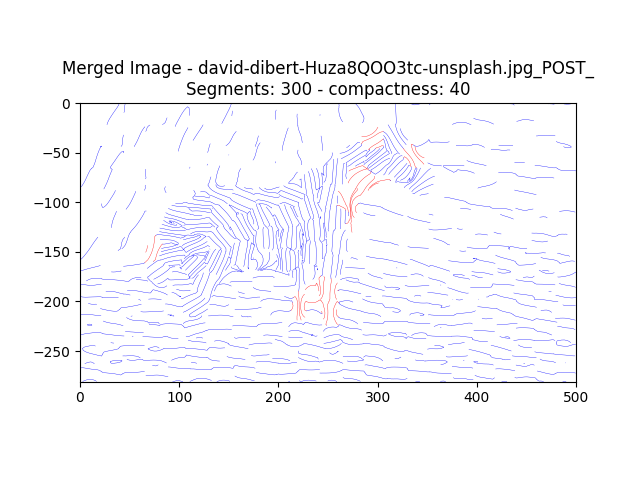 Merged Image - david-dibert-Huza8QOO3tc-unsplash.jpg_POST_
Segments: 300 - compactness: 40
0
−50
−100
−150
−200
−250
0 100 200 300 400 500